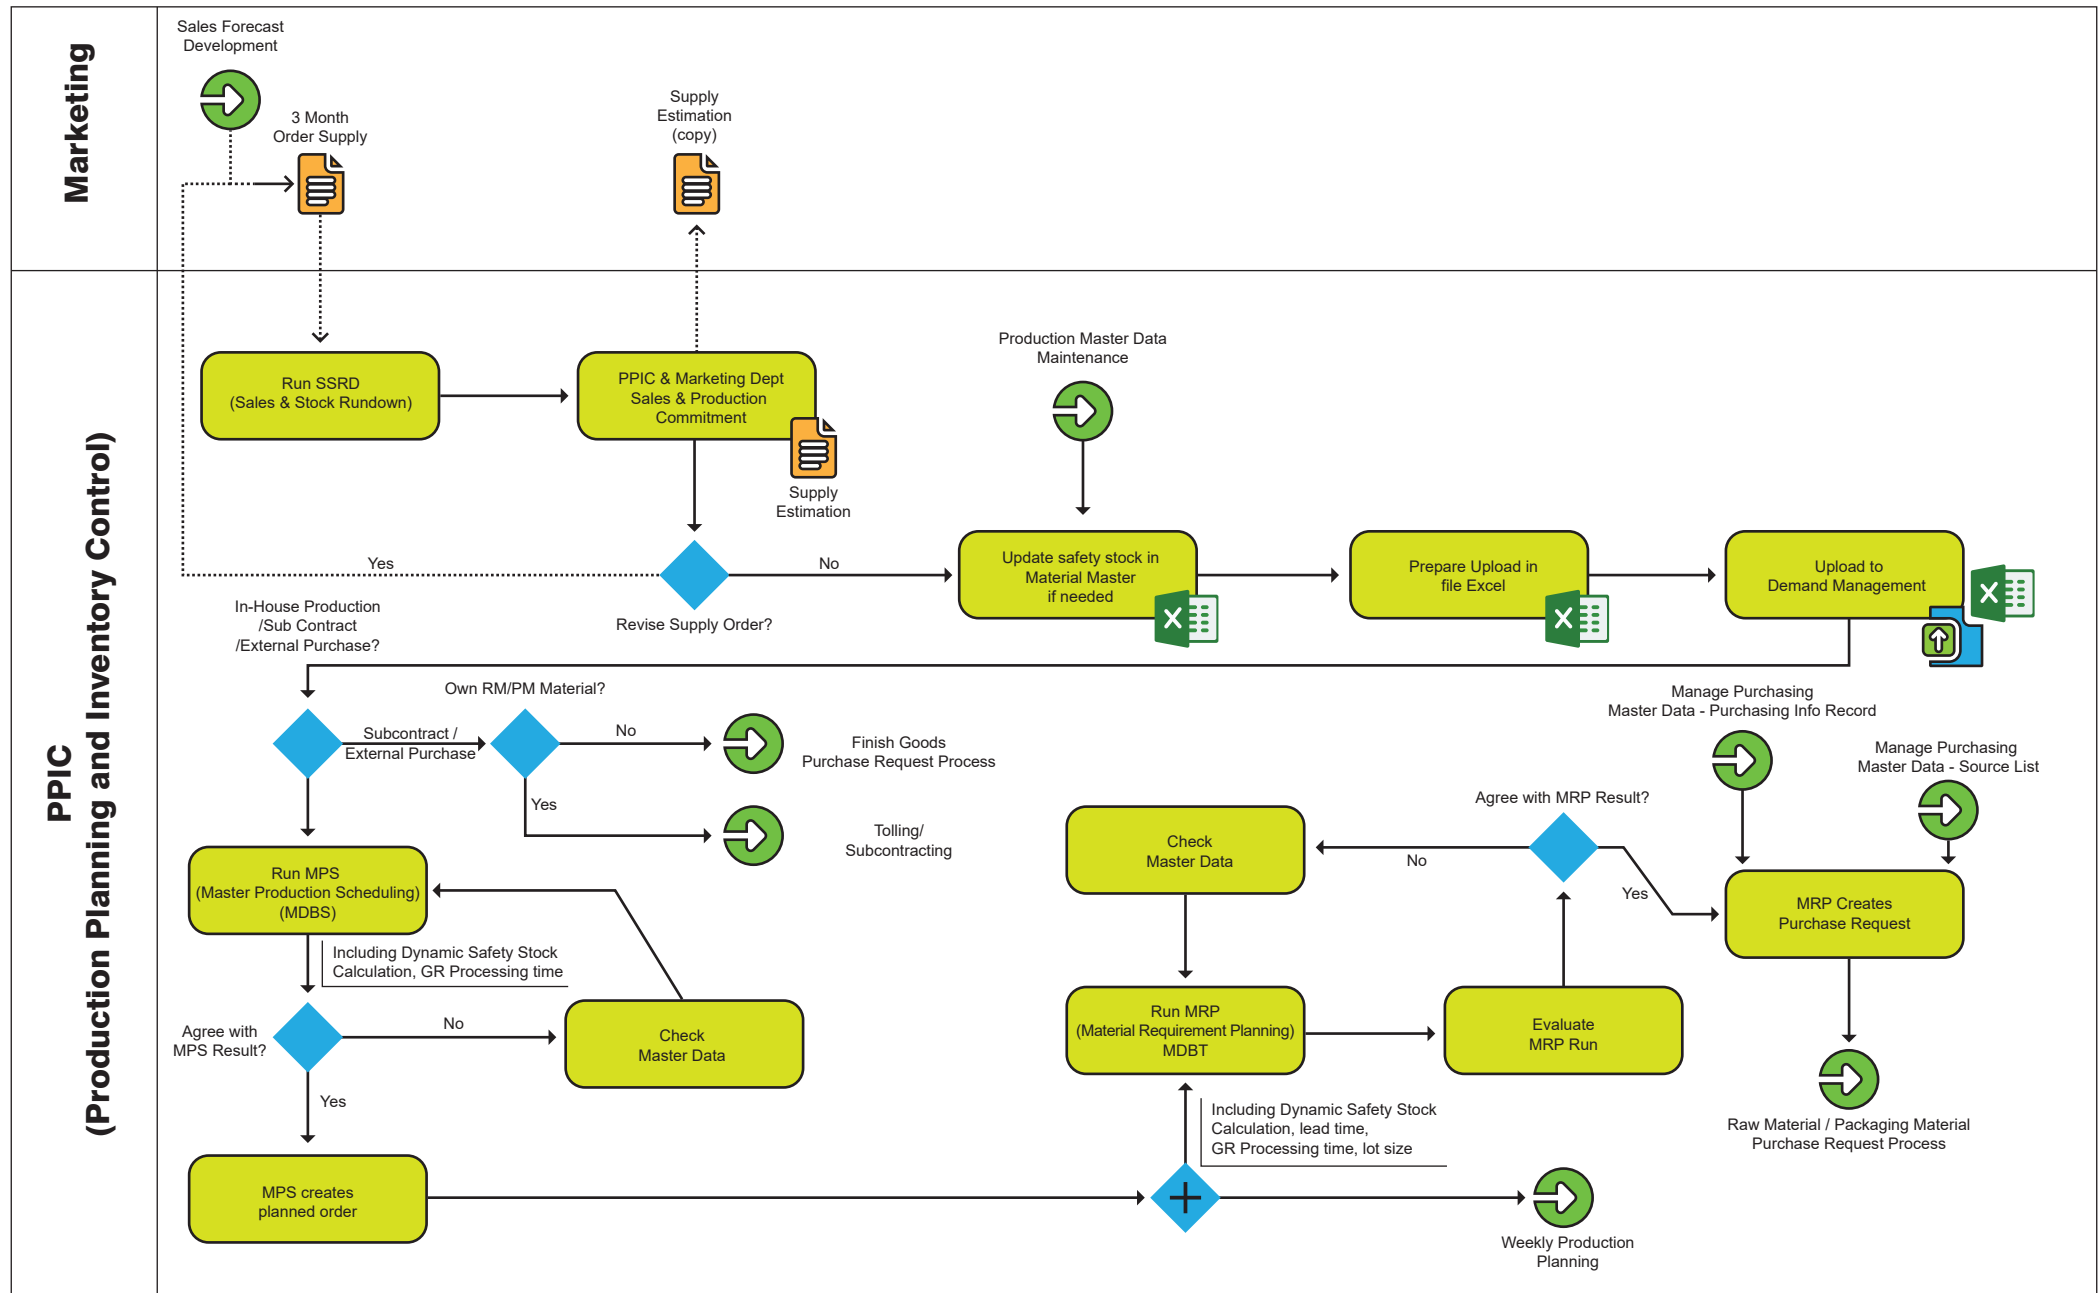 Marketing
Sales Forecast
Development
3 Month
Order Supply
Supply
Estimation
(copy)
PPIC
(Production Planning and Inventory Control)
Run SSRD
(Sales & Stock Rundown)
PPIC & Marketing Dept
Sales & Production
Commitment
Supply
Estimation
Production Master Data
Maintenance
Yes
No
Revise Supply Order?
Update safety stock in
Material Master
if needed
Prepare Upload in
file Excel
Upload to
Demand Management
X
X
X
In-House Production
/Sub Contract
/External Purchase?
Own RM/PM Material?
Subcontract /
External Purchase
No
Finish Goods
Purchase Request Process
Yes
Tolling/
Subcontracting
Run MPS
(Master Production Scheduling)
(MDBS)
Including Dynamic Safety Stock
Calculation, GR Processing time
Agree with
MPS Result?
No
Check
Master Data
Yes
MPS creates
planned order
Manage Purchasing
Master Data - Purchasing Info Record
Manage Purchasing
Master Data - Source List
Agree with MRP Result?
Check
Master Data
No
Yes
MRP Creates
Purchase Request
Run MRP
(Material Requirement Planning)
MDBT
Evaluate
MRP Run
Including Dynamic Safety Stock
Calculation, lead time,
GR Processing time, lot size
Raw Material / Packaging Material
Purchase Request Process
Weekly Production
Planning